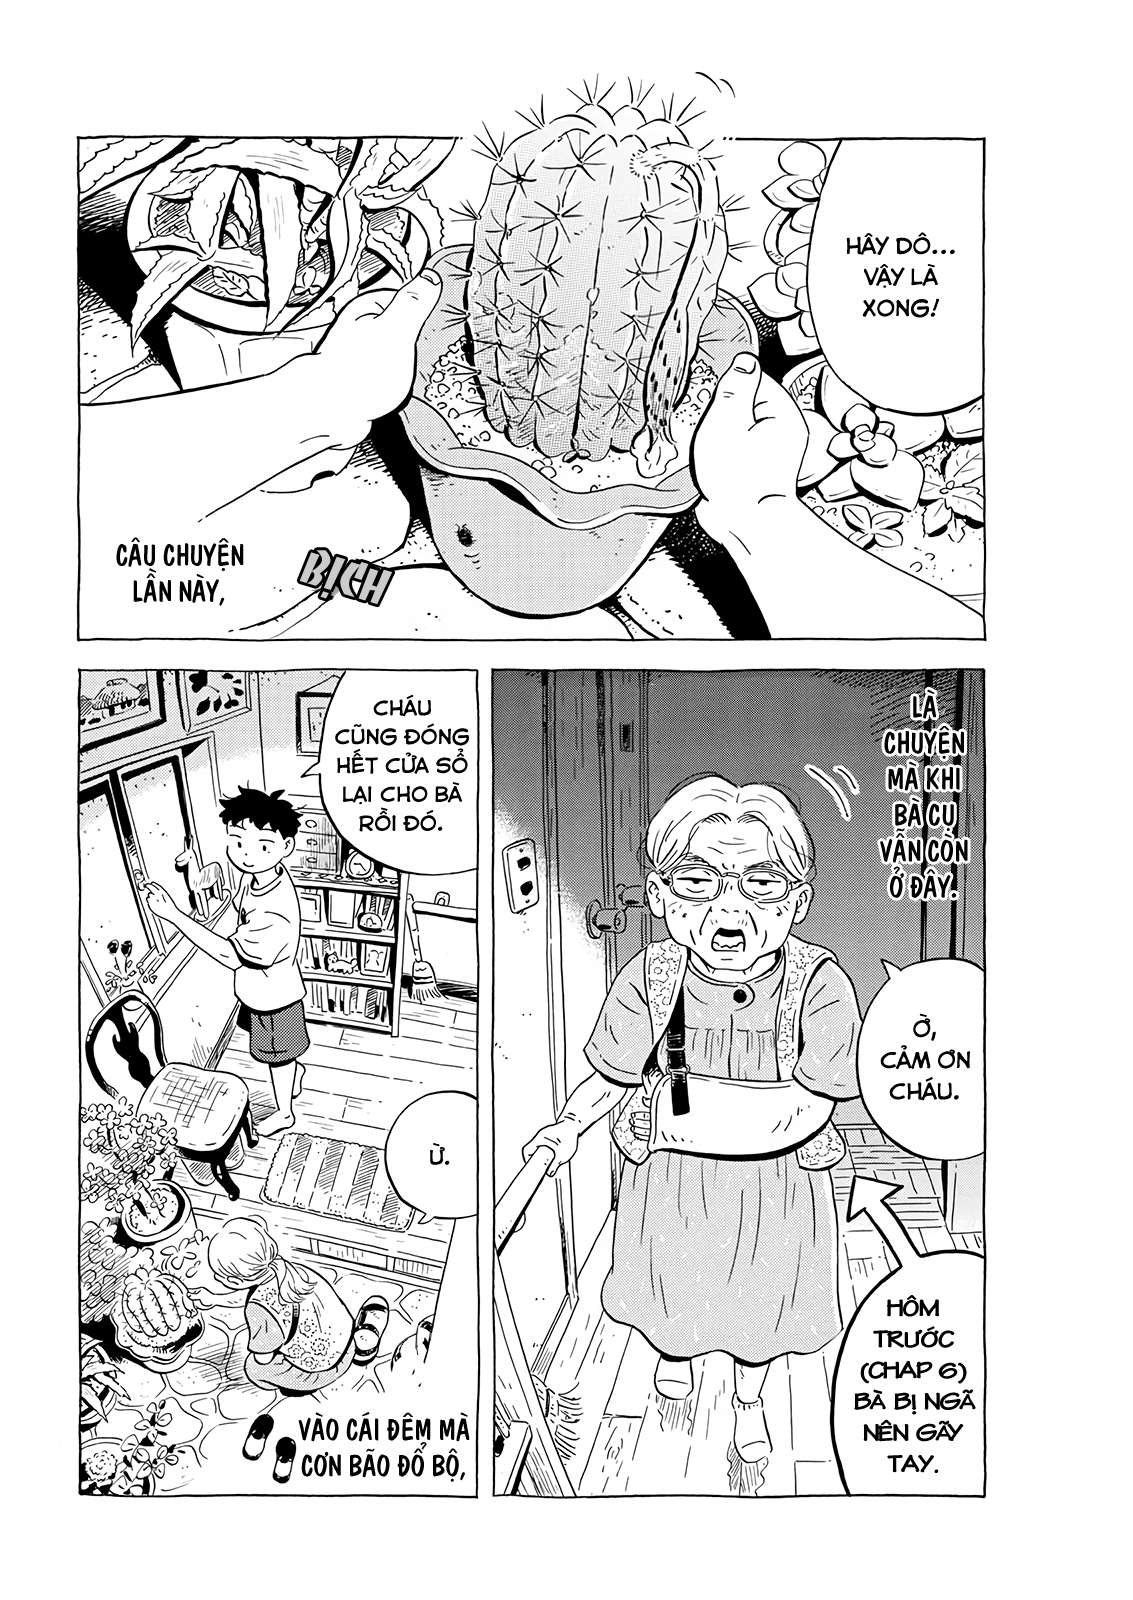 HÂY DÔ...
VẬY LÀ
XONG!
CÂU CHUYỆN
LẦN NÀY,
BỊCH
LÀ
CHUYỆN
MÀ KHI
BÀ CỤ
VẪN CÒN
Ở ĐÂY.
Ờ,
CẢM ƠN
CHÁU.
HÔM
TRƯỚC
(CHAP 6)
BÀ BỊ NGÃ
NÊN GÃY
TAY.
CHÁU
CŨNG ĐÓNG
HẾT CỬA SỔ
LẠI CHO BÀ
RỒI ĐÓ.
Ừ.
VÀO CÁI ĐÊM MÀ
CƠN BÃO ĐỔ BỘ,